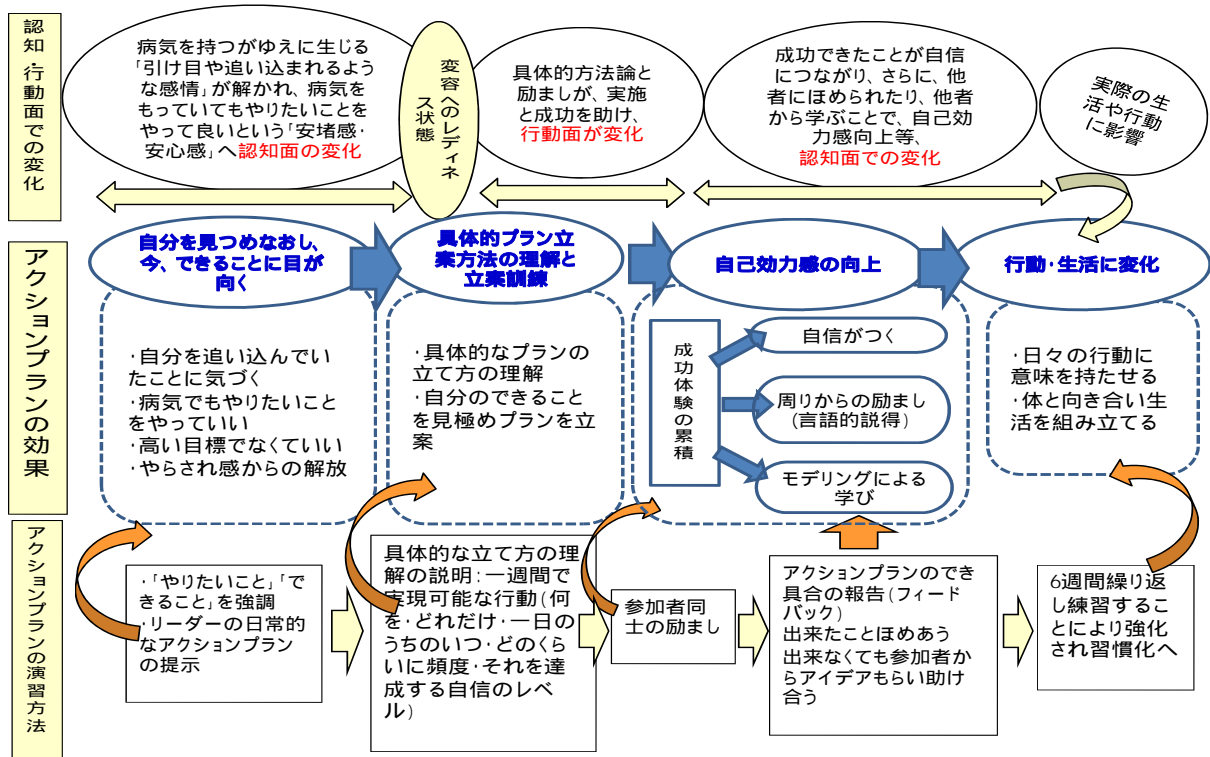 認知・行動面での変化
病気を持つがゆえに生じる
「引け目や追い込まれるよう
な感情」が解かれ、病気を
もっていてもやりたいことを
やって良いという「安堵感・
安心感」へ認知面の変化
変容へのレディネ
ス状態
具体的方法論と
励ましが、実施
と成功を助け、
行動面が変化
成功できたことが自信
につながり、さらに、他
者にほめられたり、他者
から学ぶことで、自己効
力感向上等、
認知面での変化
実際の生
活や行動
に影響
アクションプランの効果
自分を見つめなおし、
今、できることに目が
向く
具体的プラン立
案方法の理解と
立案訓練
自己効力感の向上
行動・生活に変化
・自分を追い込んでい
たことに気づく
・病気でもやりたいこと
をやっていい
・高い目標でなくていい
・やらされ感からの解放
・具体的なプランの
立て方の理解
・自分のできること
を見極めプランを立
案
成功体験の累積
自信がつく
周りからの励まし
(言語的説得)
モデリングによる
学び
・日々の行動に
意味を持たせる
・体と向き合い生
活を組み立てる
アクションプランの演習方法
・「やりたいこと」「で
きること」を強調
・リーダーの日常的
なアクションプラン
の提示
具体的な立て方の理
解の説明:一週間で
実現可能な行動(何
を・どれだけ・一日の
うちのいつ・どのくら
いに頻度・それを達
成する自信のレベ
ル)
参加者同
士の励まし
アクションプランのでき
具合の報告(フィード
バック)
出来たことほめあう
出来なくても参加者か
らアイデアもらい助け
合う
6週間繰り返
し練習するこ
とにより強化
され習慣化へ